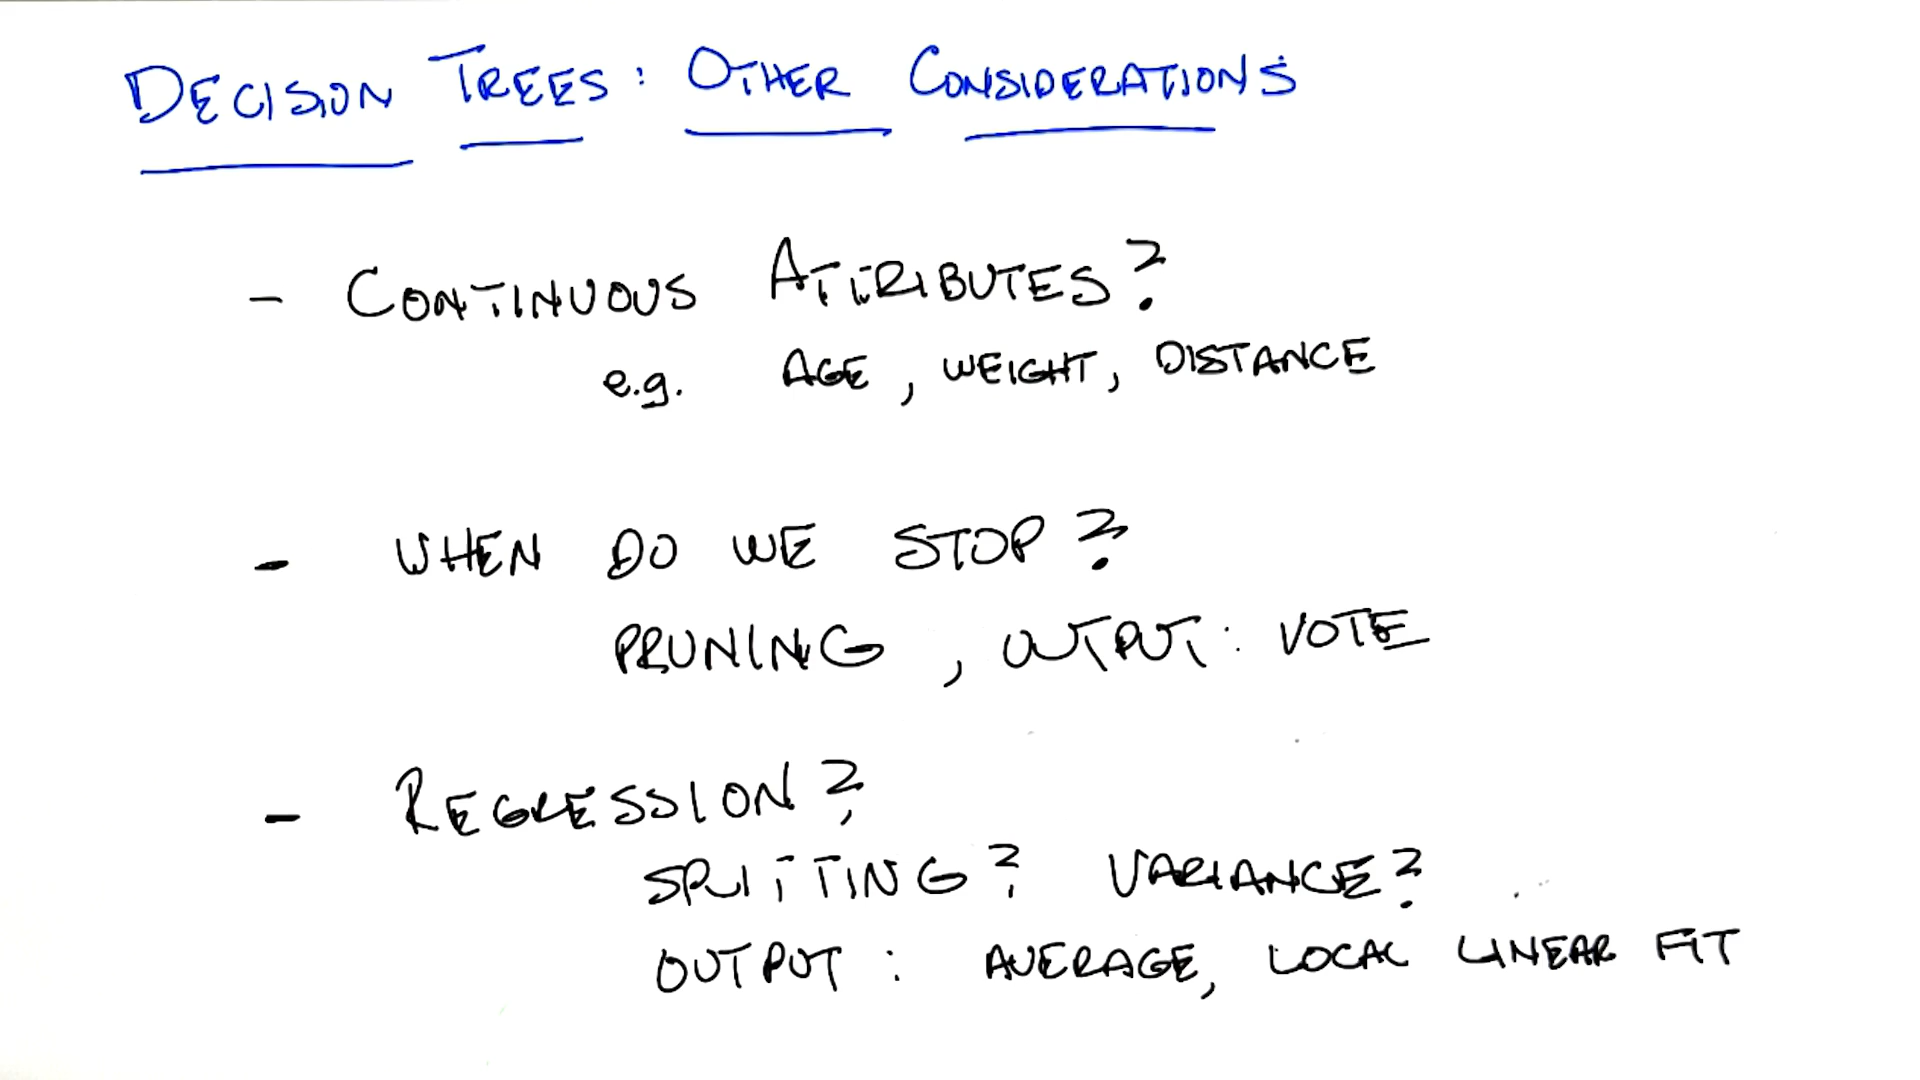 DECISION TREES: OTHER CONSIDERATIONS
- CONTINUOUS ATTRIBUTES?
e.g. AGE, WEIGHT, DISTANCE
- WHEN DO WE STOP?
PRUNING, OUTPUT: VOTE
- REGRESSION?
SPLITTING? VARIANCE?
OUTPUT: AVERAGE, LOCAL LINEAR FIT